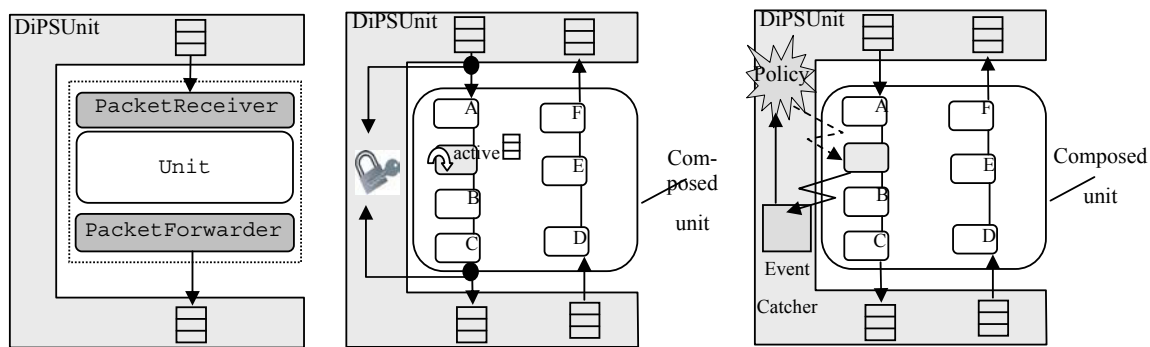 DiPSUnit
PacketReceiver
Unit
PacketForwarder
DiPSUnit
A
active
B
C
F
E
D
Com-
posed
unit
DiPSUnit
Policy
A
B
C
F
E
D
Event
Catcher
Composed
unit